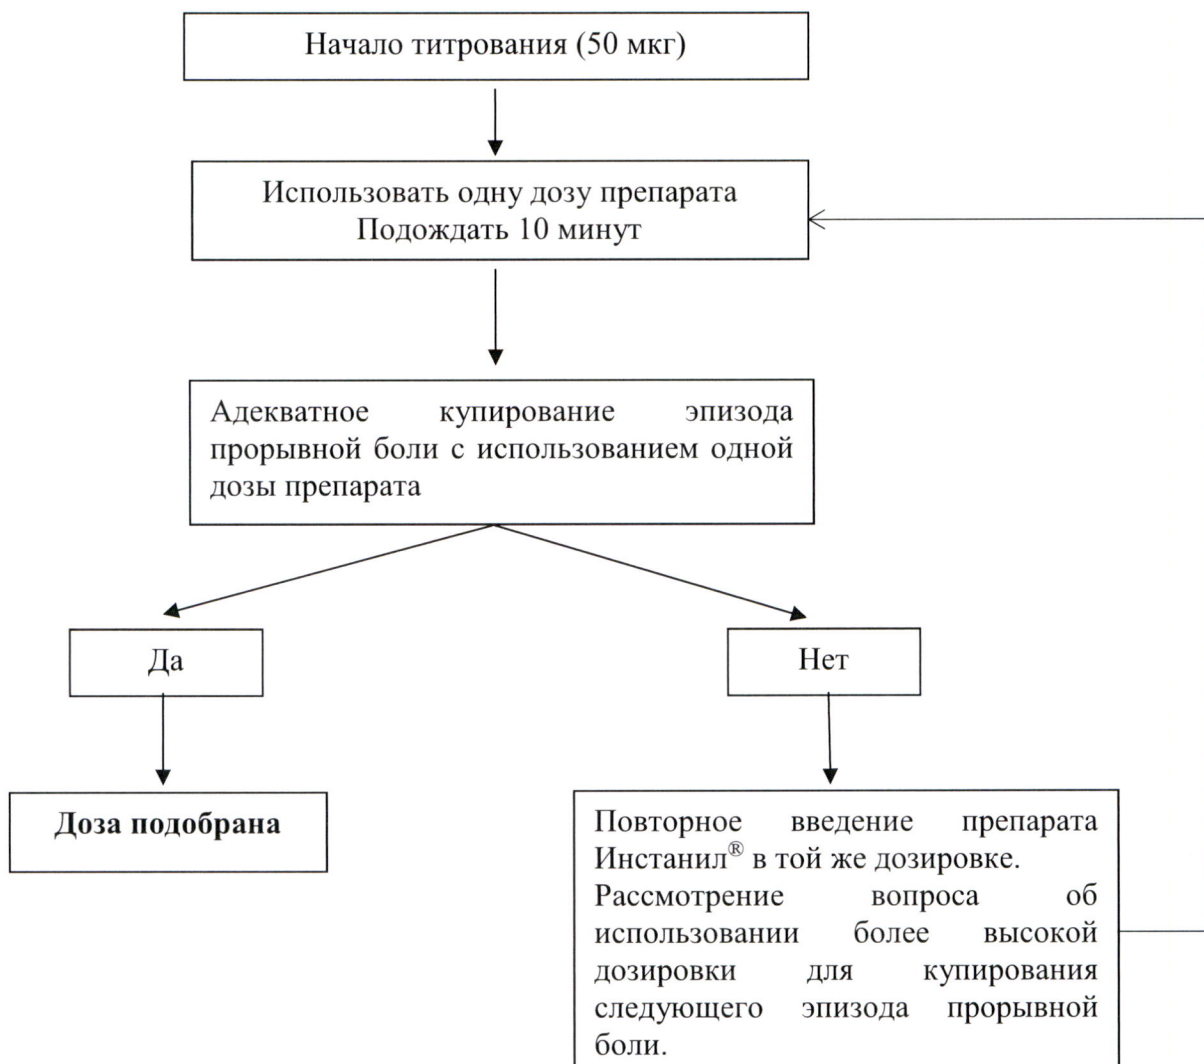 Начало титрования (50 мкг)
Использовать одну дозу препарата
Подождать 10 минут
Адекватное купирование эпизода
прорывной боли с использованием одной
дозы препарата
Да
Нет
Доза подобрана
Повторное введение препарата
Инстанил® в той же дозировке.
Рассмотрение вопроса об
использовании более высокой
дозировки для купирования
следующего эпизода прорывной
боли.